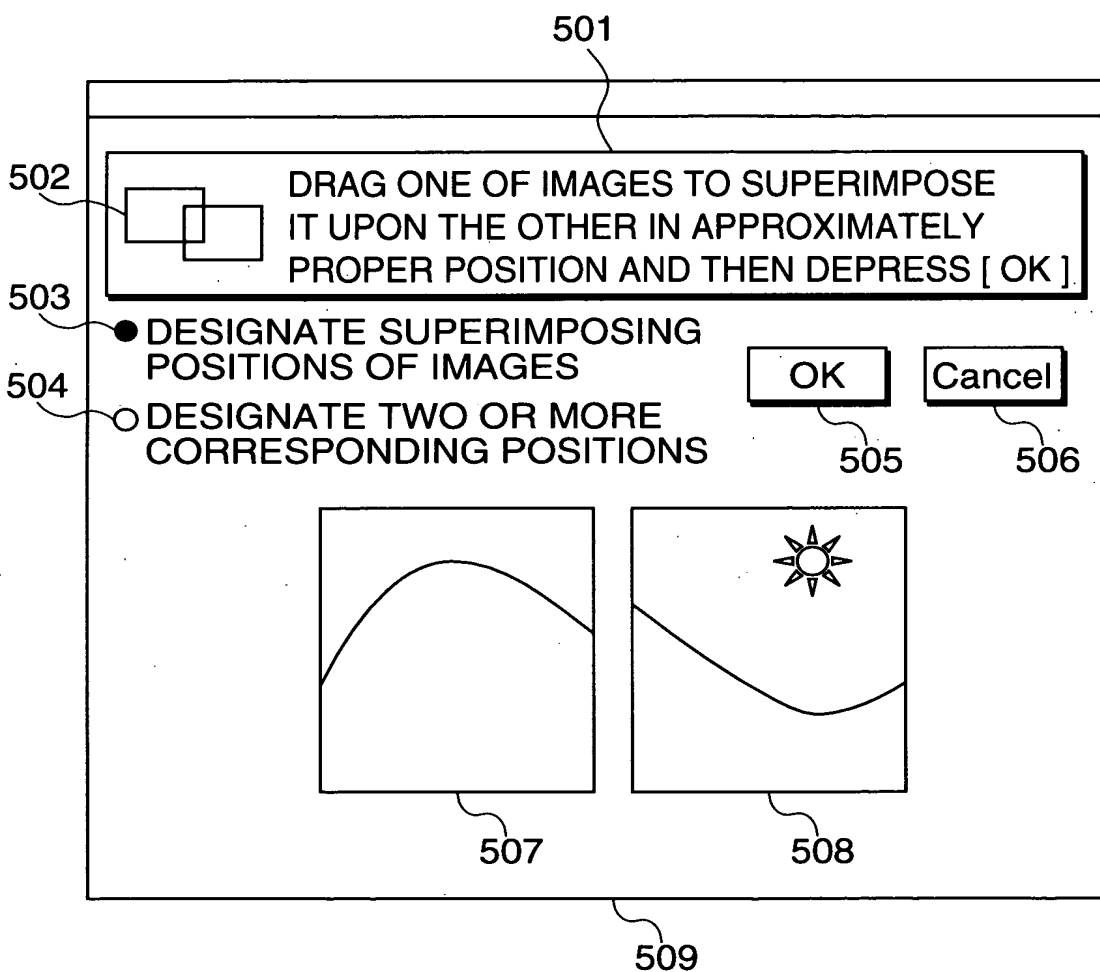 501
502
DRAG ONE OF IMAGES TO SUPERIMPOSE
IT UPON THE OTHER IN APPROXIMATELY
PROPER POSITION AND THEN DEPRESS [ OK ]
503
DESIGNATE SUPERIMPOSING
POSITIONS OF IMAGES
504
DESIGNATE TWO OR MORE
CORRESPONDING POSITIONS
OK
Cancel
505
506
507
508
509